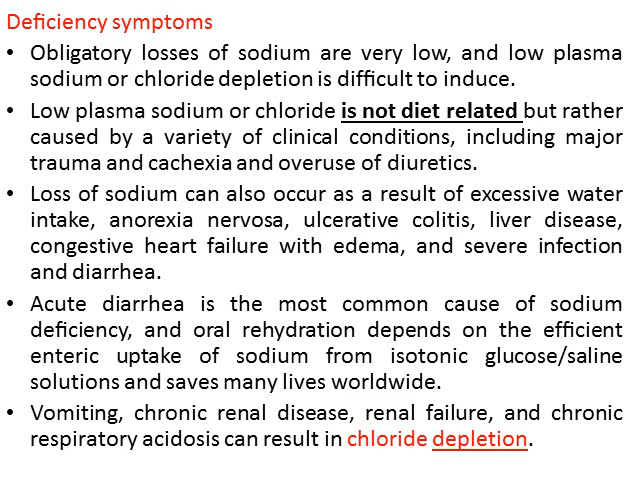 Deficiency symptoms
• Obligatory losses of sodium are very low, and low plasma
sodium or chloride depletion is difficult to induce.
• Low plasma sodium or chloride is not diet related but rather
caused by a variety of clinical conditions, including major
trauma and cachexia and overuse of diuretics.
• Loss of sodium can also occur as a result of excessive water
intake, anorexia nervosa, ulcerative colitis, liver disease,
congestive heart failure with edema, and severe infection
and diarrhea.
• Acute diarrhea is the most common cause of sodium
deficiency, and oral rehydration depends on the efficient
enteric uptake of sodium from isotonic glucose/saline
solutions and saves many lives worldwide.
• Vomiting, chronic renal disease, renal failure, and chronic
respiratory acidosis can result in chloride depletion.